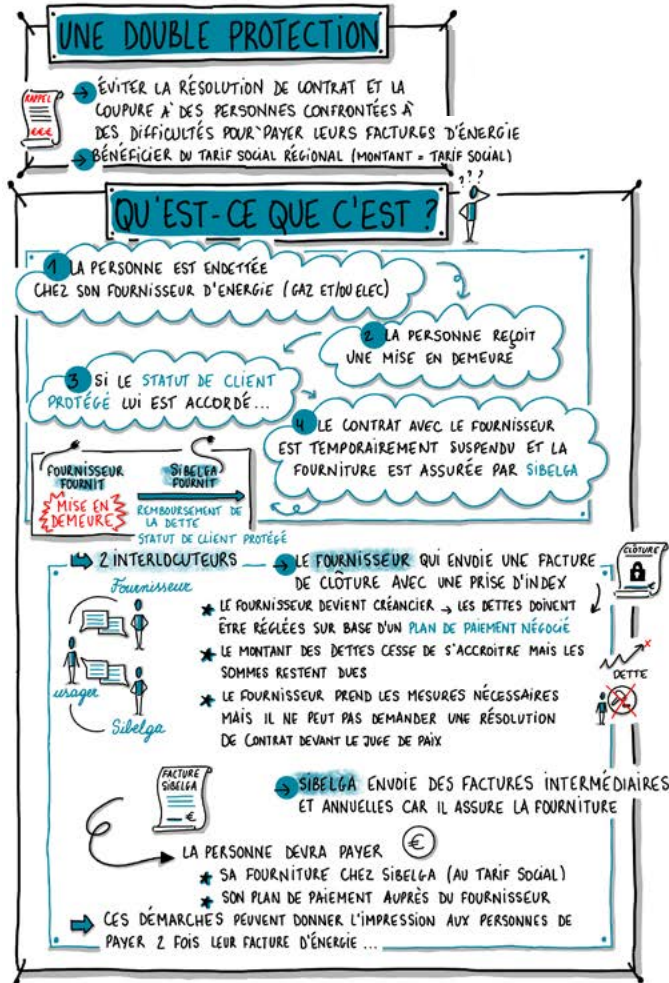 UNE DOUBLE PROTECTION
RAPPEL
€€€
→ ÉVITER LA RÉSOLUTION DE CONTRAT ET LA
COUPURE À DES PERSONNES CONFRONTÉES À
DES DIFFICULTÉS POUR PAYER LEURS FACTURES D'ÉNERGIE
→ BÉNÉFICIER DU TARIF SOCIAL RÉGIONAL (MONTANT = TARIF SOCIAL)
QU'EST-CE QUE C'EST ?
???
1 LA PERSONNE EST ENDETTÉE
CHEZ SON FOURNISSEUR D'ENERGIE (GAZ ET/OU ELEC)
2 LA PERSONNE REÇOIT
UNE MISE EN DEMEURE
3 SI LE STATUT DE CLIENT
PROTÉGÉ LUI EST ACCORDÉ...
4 LE CONTRAT AVEC LE FOURNISSEUR
EST TEMPORAIREMENT SUSPENDU ET LA
FOURNITURE EST ASSURÉE PAR SIBELGA
FOURNISSEUR
FOURNIT
MISE EN
DEMEURE
SIBELGA
FOURNIT
REMBOURSEMENT DE
LA DETTE
STATUT DE CLIENT PROTÉGÉ
➡ 2 INTERLOCUTEURS
Fournisseur
usager
Sibelga
→ LE FOURNISSEUR QUI ENVOIE UNE FACTURE
DE CLÔTURE AVEC UNE PRISE D'INDEX
CLÔTURE
€
★ LE FOURNISSEUR DEVIENT CRÉANCIER → LES DETTES DOIVENT
ÊTRE RÉGLÉES SUR BASE D'UN PLAN DE PAIEMENT NÉGOCIÉ
★ LE MONTANT DES DETTES CESSE DE S'ACCROITRE MAIS LES
SOMMES RESTENT DUES
DETTE
★ LE FOURNISSEUR PREND LES MESURES NÉCESSAIRES
MAIS IL NE PEUT PAS DEMANDER UNE RÉSOLUTION
DE CONTRAT DEVANT LE JUGE DE PAIX
FACTURE
SIBELGA
€
→ SIBELGA ENVOIE DES FACTURES INTERMÉDIAIRES
ET ANNUELLES CAR IL ASSURE LA FOURNITURE
LA PERSONNE DEVRA PAYER €
★ SA FOURNITURE CHEZ SIBELGA (AU TARIF SOCIAL)
★ SON PLAN DE PAIEMENT AUPRÈS DU FOURNISSEUR
➡ CES DÉMARCHES PEUVENT DONNER L'IMPRESSION AUX PERSONNES DE
PAYER 2 FOIS LEUR FACTURE D'ÉNERGIE ...